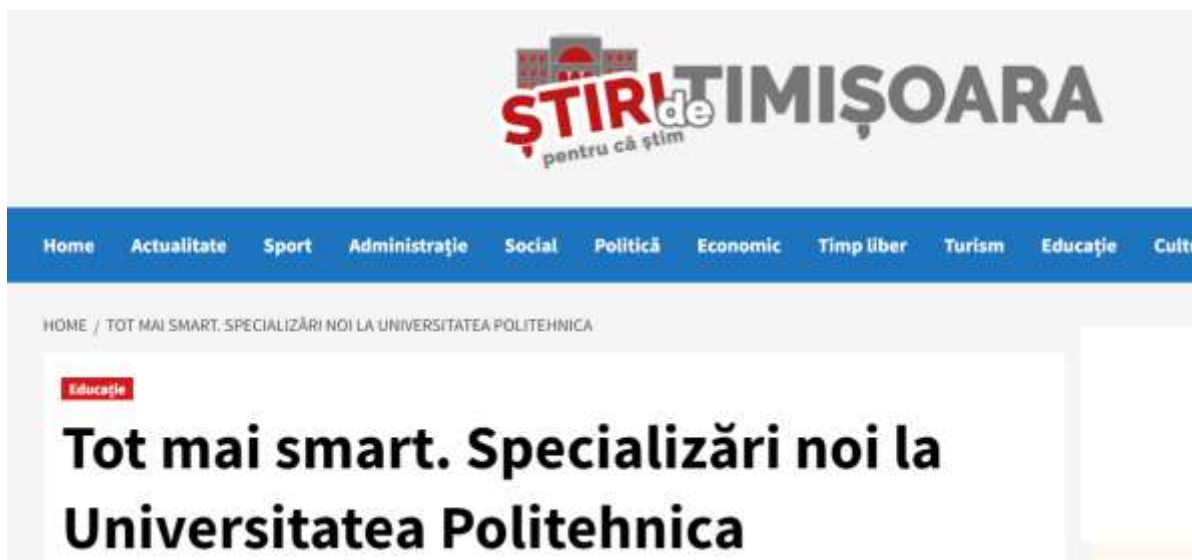 ȘTIRI de TIMIȘOARA
pentru că știm
Home Actualitate Sport Administrație Social Politică Economic Timp liber Turism Educație Cultu
HOME / TOT MAI SMART. SPECIALIZĂRI NOI LA UNIVERSITATEA POLITEHNICA
Educație
Tot mai smart. Specializări noi la
Universitatea Politehnica